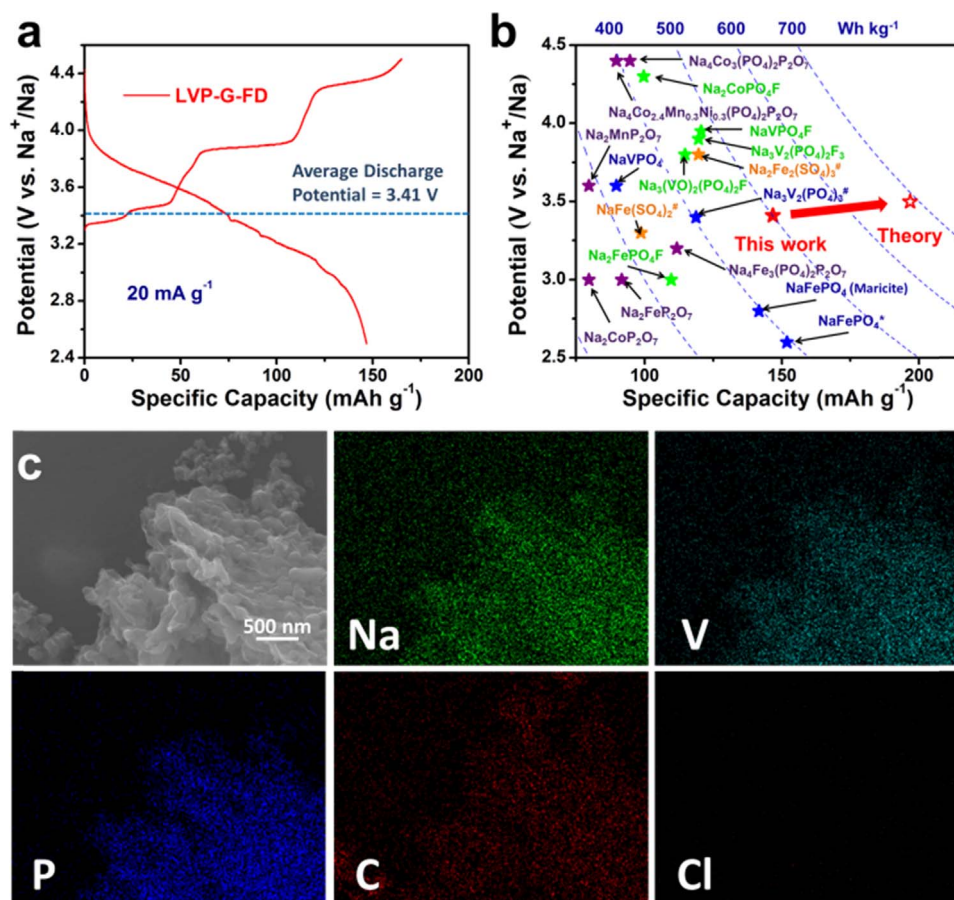 a
4.4
4.0
3.6
3.2
2.8
2.4
Potential (V vs. Na⁺/Na)
LVP-G-FD
Average Discharge
Potential = 3.41 V
20 mA g⁻¹
0 50 100 150 200
Specific Capacity (mAh g⁻¹)
b
400 500 600 700 Wh kg⁻¹
4.5
4.0
3.5
3.0
2.5
Potential (V vs. Na⁺/Na)
Na₄Co₃(PO₄)₂P₂O₇
Na₂CoPO₄F
Na₄Co₂.₄Mn₀.₃Ni₀.₃(PO₄)₂P₂O₇
Na₂MnP₂O₇
NaVPO₄F
NaVPO₄
Na₃V₂(PO₄)₂F₃
Na₂Fe₂(SO₄)₃#
Na₃(VO)₂(PO₄)₂F
Na₃V₂(PO₄)₃#
NaFe(SO₄)₂#
This work
Theory
Na₂FePO₄F
Na₄Fe₃(PO₄)₂P₂O₇
NaFePO₄ (Maricite)
Na₂FeP₂O₇
NaFePO₄*
Na₂CoP₂O₇
100 150 200
Specific Capacity (mAh g⁻¹)
c
500 nm
Na
V
P
C
Cl